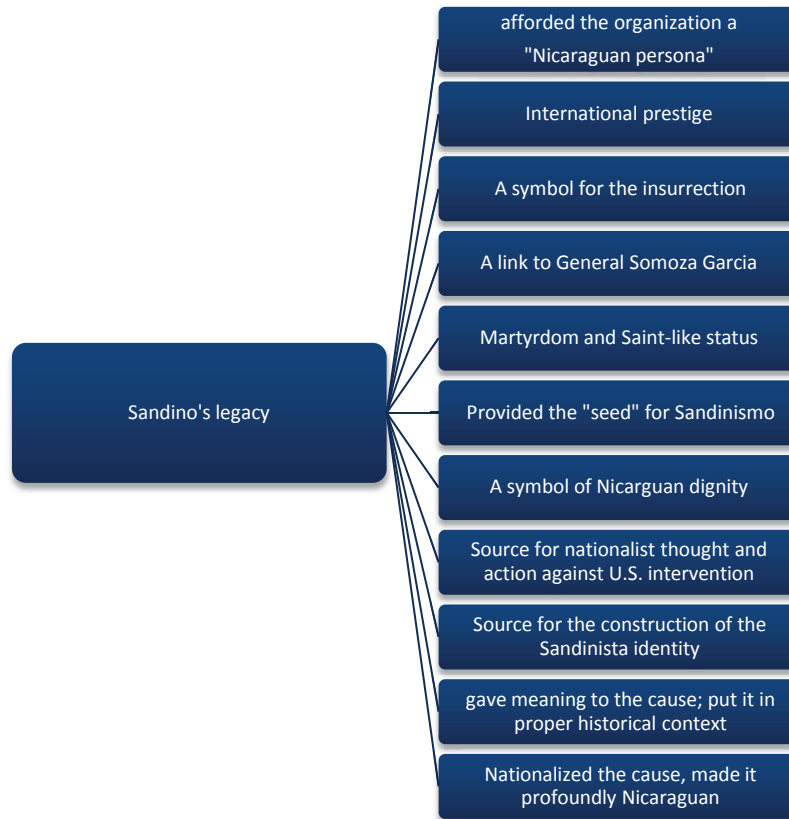 afforded the organization a
"Nicaraguan persona"
International prestige
A symbol for the insurrection
A link to General Somoza Garcia
Martyrdom and Saint-like status
Sandino's legacy
Provided the "seed" for Sandinismo
A symbol of Nicarguan dignity
Source for nationalist thought and
action against U.S. intervention
Source for the construction of the
Sandinista identity
gave meaning to the cause; put it in
proper historical context
Nationalized the cause, made it
profoundly Nicaraguan